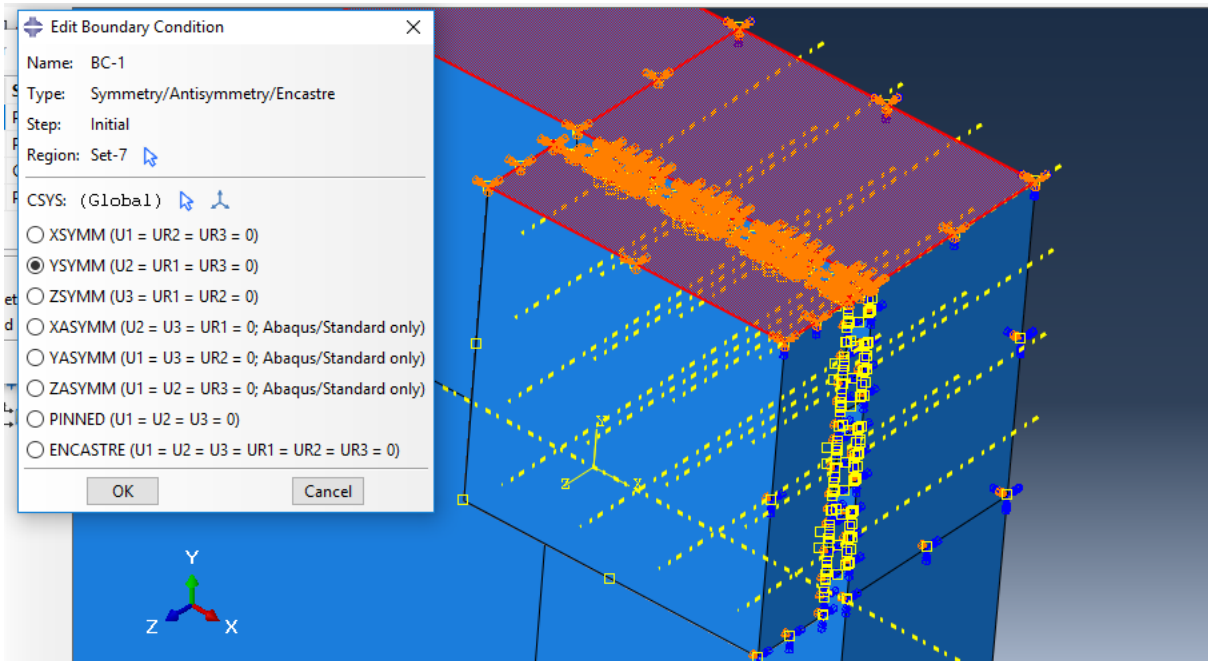 Edit Boundary Condition
Name: BC-1
Type: Symmetry/Antisymmetry/Encastre
Step: Initial
Region: Set-7
CSYS: (Global)
XSYMM (U1 = UR2 = UR3 = 0)
YSYMM (U2 = UR1 = UR3 = 0)
ZSYMM (U3 = UR1 = UR2 = 0)
XASYMM (U2 = U3 = UR1 = 0; Abaqus/Standard only)
YASYMM (U1 = U3 = UR2 = 0; Abaqus/Standard only)
ZASYMM (U1 = U2 = UR3 = 0; Abaqus/Standard only)
PINNED (U1 = U2 = U3 = 0)
ENCASTRE (U1 = U2 = U3 = UR1 = UR2 = UR3 = 0)
OK Cancel
Y
Z X
Y
Z X